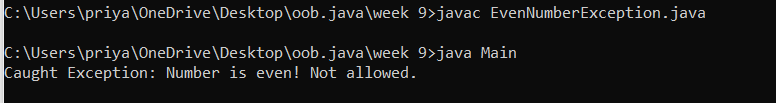 C:\Users\priya\OneDrive\Desktop\oob.java\week 9>javac EvenNumberException.java
C:\Users\priya\OneDrive\Desktop\oob.java\week 9>java Main
Caught Exception: Number is even! Not allowed.